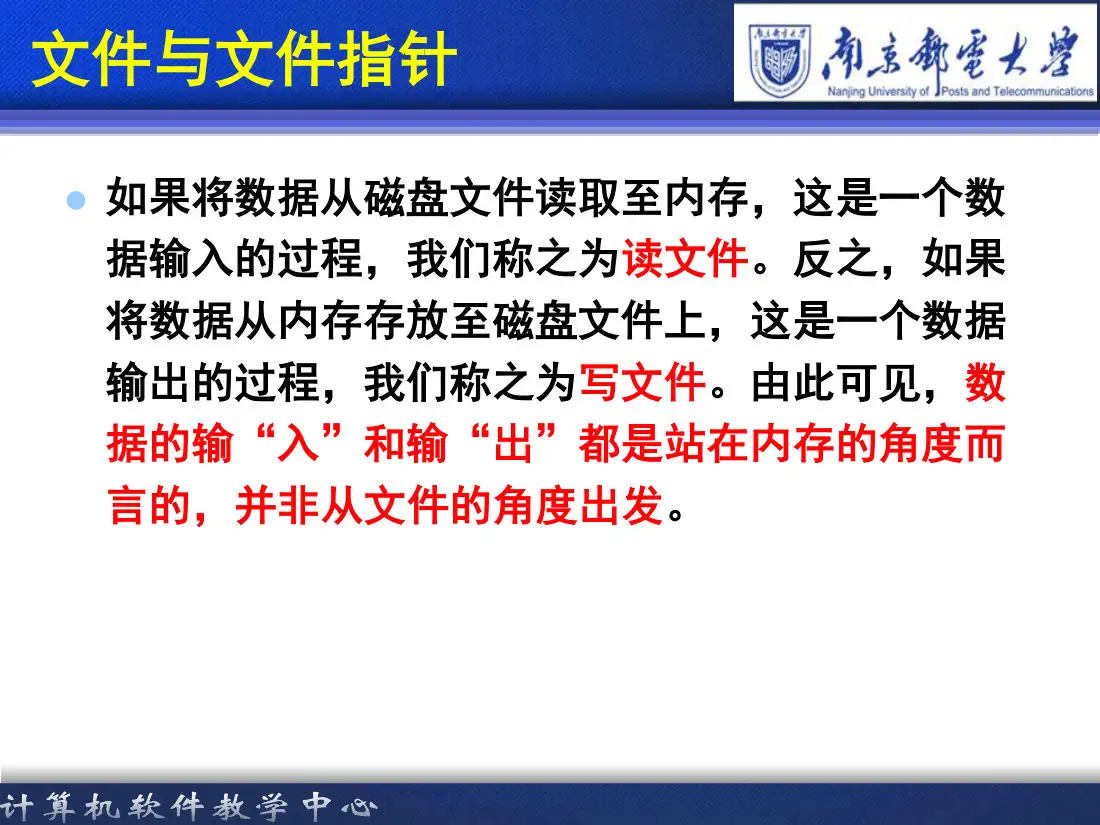 文件与文件指针
南京邮电大学
Nanjing University of Posts and Telecommunications
如果将数据从磁盘文件读取至内存，这是一个数
据输入的过程，我们称之为读文件。反之，如果
将数据从内存存放至磁盘文件上，这是一个数据
输出的过程，我们称之为写文件。由此可见，数
据的输“入”和输“出”都是站在内存的角度而
言的，并非从文件的角度出发。
计算机软件教学中心